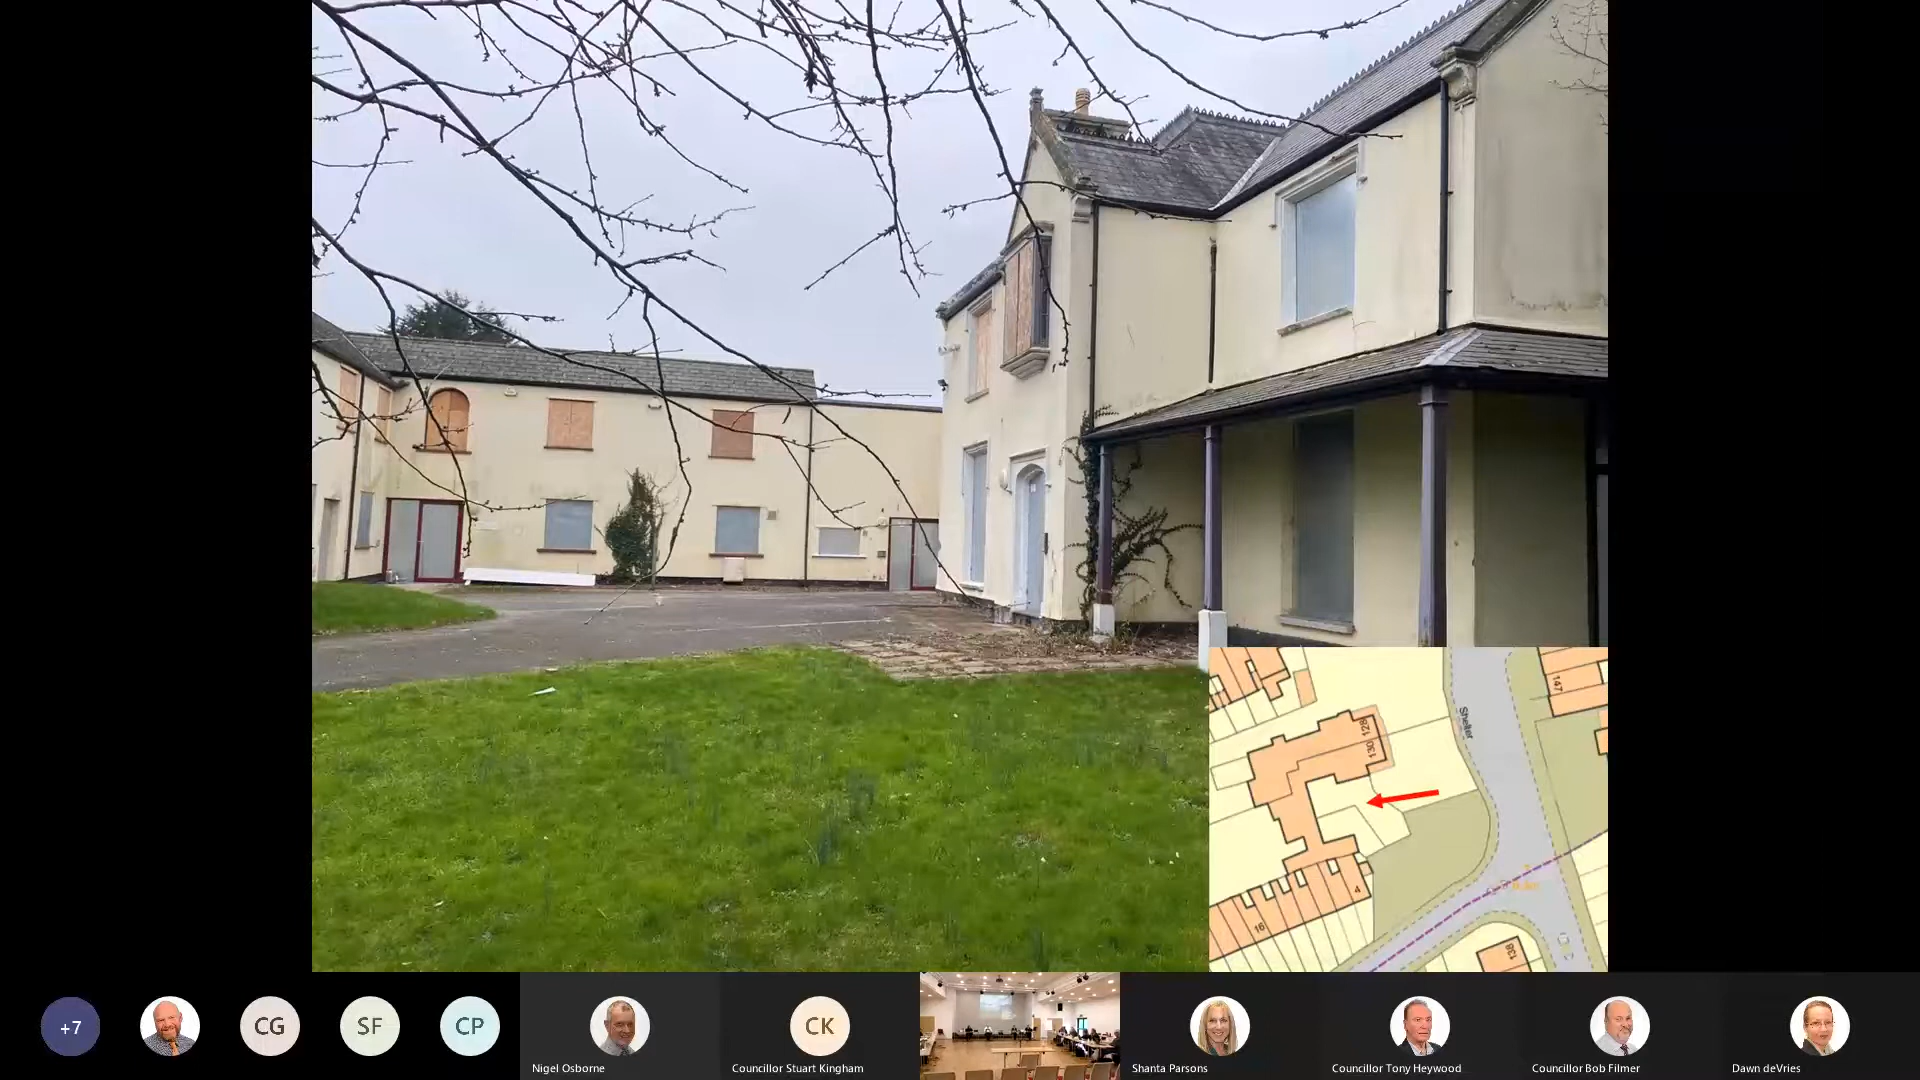 147
Shelter
128
130
4
16
138
+7
CG
SF
CP
CK
Nigel Osborne
Councillor Stuart Kingham
Shanta Parsons
Councillor Tony Heywood
Councillor Bob Filmer
Dawn deVries